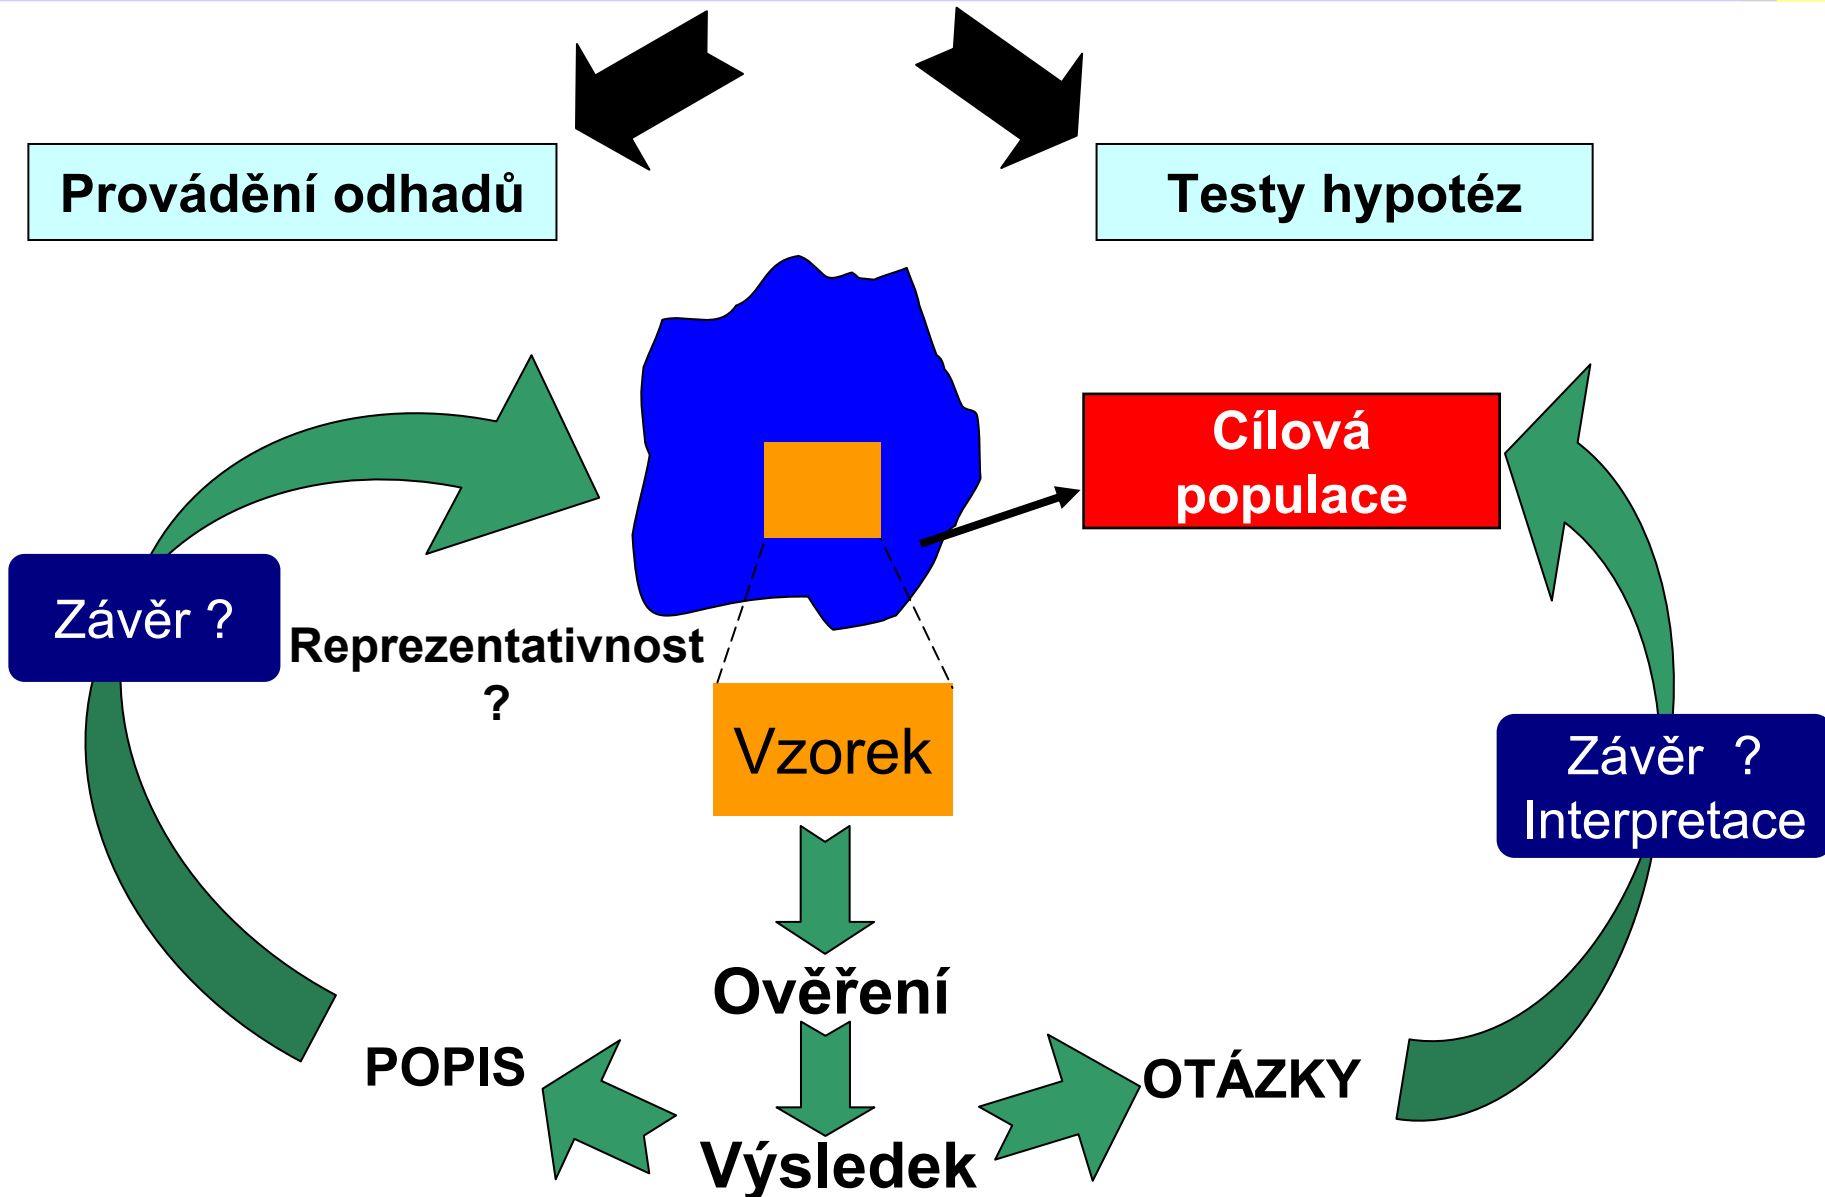 Provádění odhadů
Testy hypotéz
Cílová
populace
Závěr ?
Reprezentativnost
?
Vzorek
Závěr ?
Interpretace
Ověření
POPIS
OTÁZKY
Výsledek